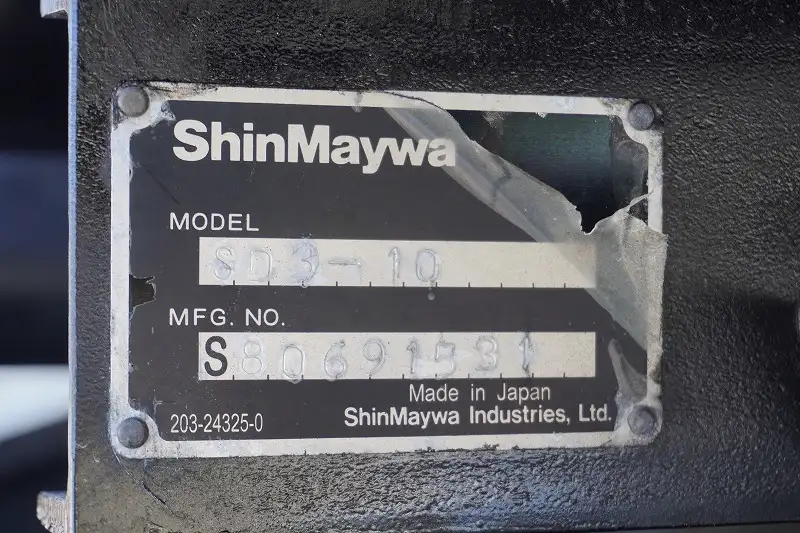 ShinMaywa
MODEL
SD3-10
MFG. NO.
S80691531
Made in Japan
203-24325-0
ShinMaywa Industries, Ltd.